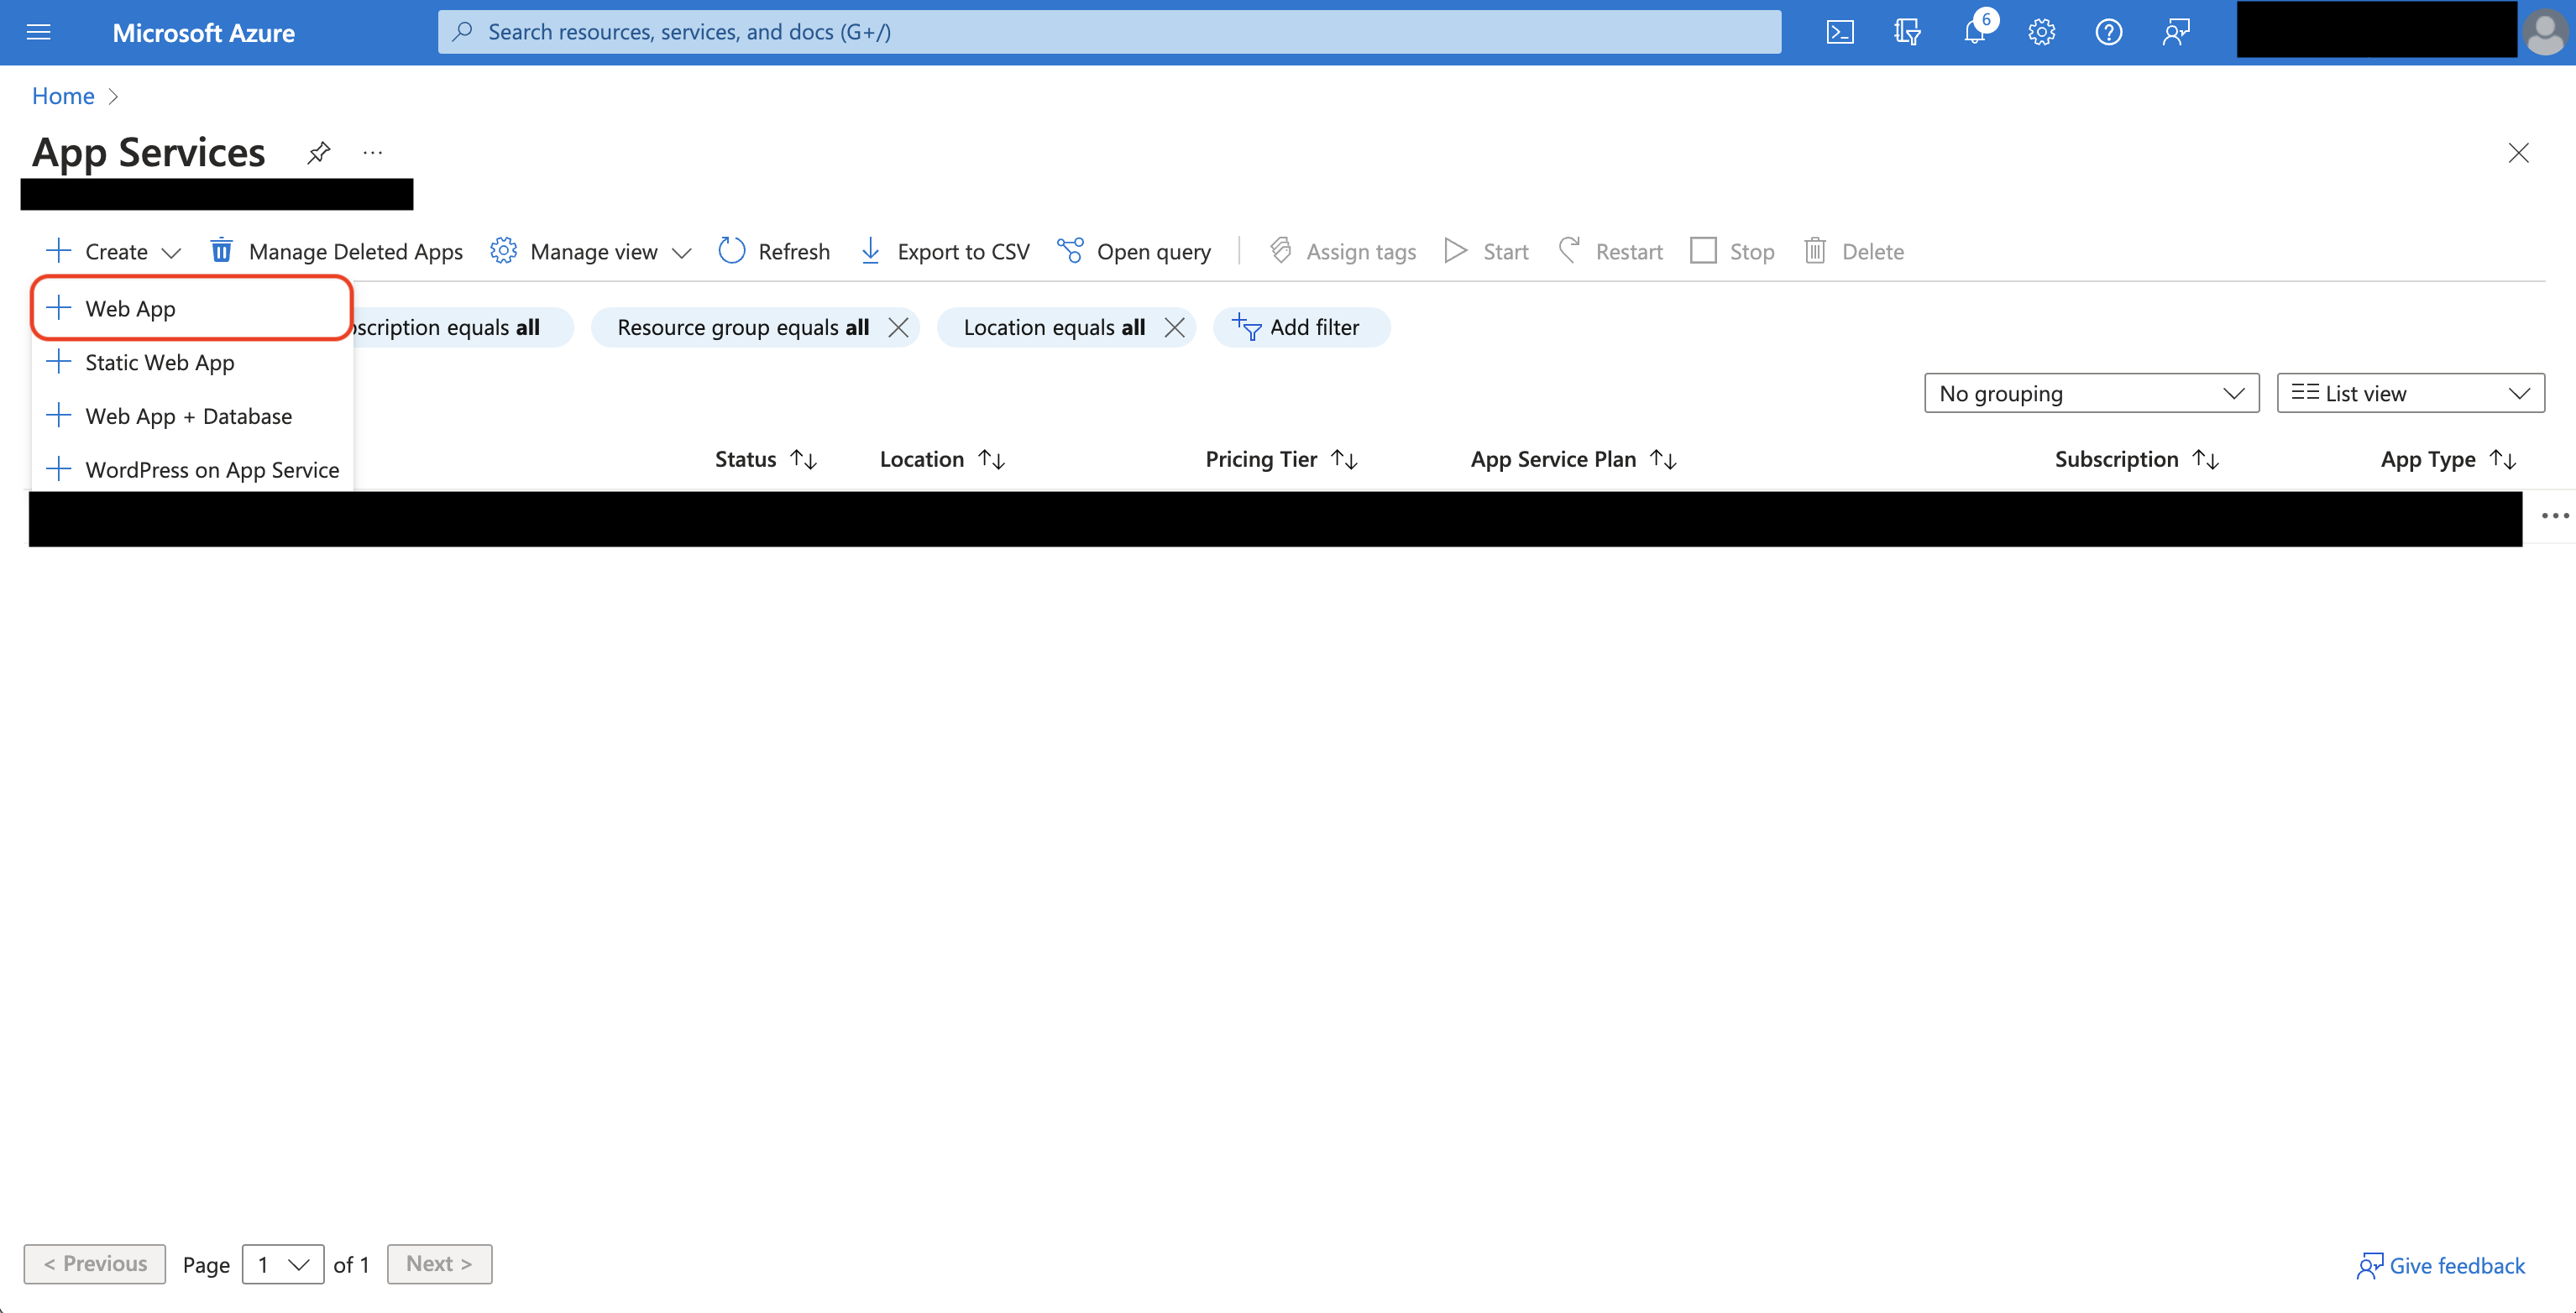 Microsoft Azure
Search resources, services, and docs (G+/)
6
Home
App Services
Create
Manage Deleted Apps
Manage view
Refresh
Export to CSV
Open query
Assign tags
Start
Restart
Stop
Delete
Web App
Static Web App
Web App + Database
WordPress on App Service
scription equals all
Resource group equals all
Location equals all
Add filter
No grouping
List view
Status
Location
Pricing Tier
App Service Plan
Subscription
App Type
< Previous
Page
1
of 1
Next >
Give feedback